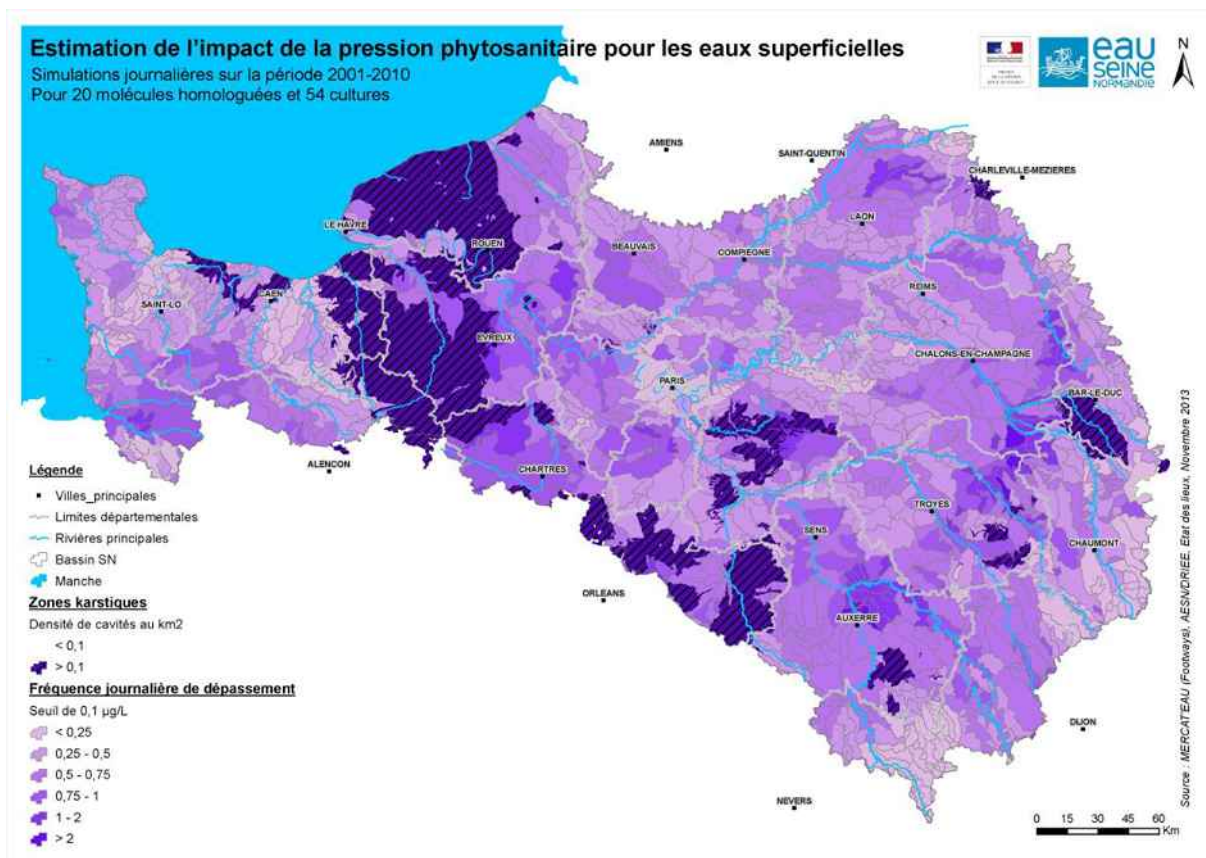 Estimation de l'impact de la pression phytosanitaire pour les eaux superficielles
Simulations journalières sur la période 2001-2010
Pour 20 molécules homologuées et 54 cultures
eau
SEINE
NORMANDIE
N
AMIENS
SAINT-QUENTIN
CHARLEVILLE-MEZIERES
LAON
LE HAVRE
ROUEN
BEAUVAIS
COMPIEGNE
REIMS
SAINT-LO
CAEN
EVREUX
PARIS
CHALONS-EN-CHAMPAGNE
BAR-LE-DUC
ALENCON
CHARTRES
TROYES
SENS
CHAUMONT
ORLEANS
AUXERRE
DIJON
NEVERS
Légende
Villes_principales
Limites départementales
Rivières principales
Bassin SN
Manche
Zones karstiques
Densité de cavités au km2
< 0,1
> 0,1
Fréquence journalière de dépassement
Seuil de 0,1 µg/L
< 0,25
0,25 - 0,5
0,5 - 0,75
0,75 - 1
1 - 2
> 2
0 15 30 45 60
Km
Source : MERCAT'EAU (Footways), AESN/DRIEE, Etat des lieux, Novembre 2013